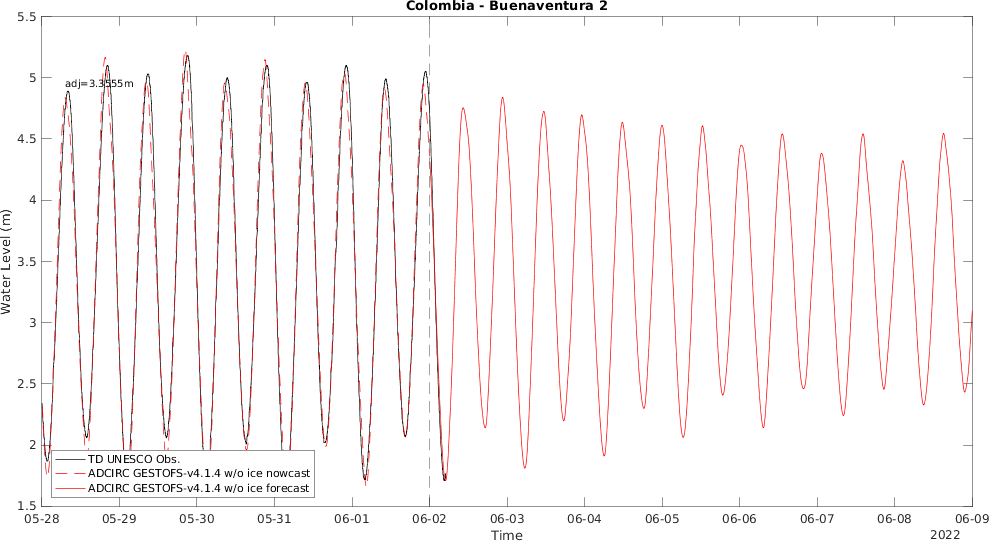 Colombia - Buenaventura 2
5.5
5
4.5
4
3.5
3
2.5
2
1.5
Water Level (m)
adj=3.3555m
TD UNESCO Obs.
ADCIRC GESTOFS-v4.1.4 w/o ice nowcast
ADCIRC GESTOFS-v4.1.4 w/o ice forecast
05-28 05-29 05-30 05-31 06-01 06-02 06-03 06-04 06-05 06-06 06-07 06-08 06-09
Time
2022